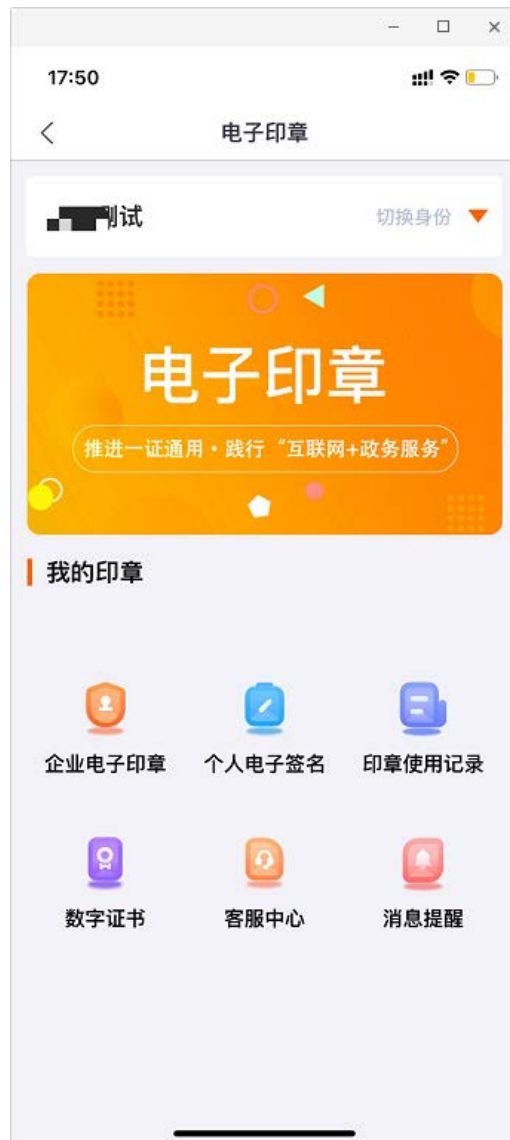 17:50
电子印章
测试
切换身份
电子印章
推进一证通用·践行“互联网+政务服务”
我的印章
企业电子印章
个人电子签名
印章使用记录
数字证书
客服中心
消息提醒